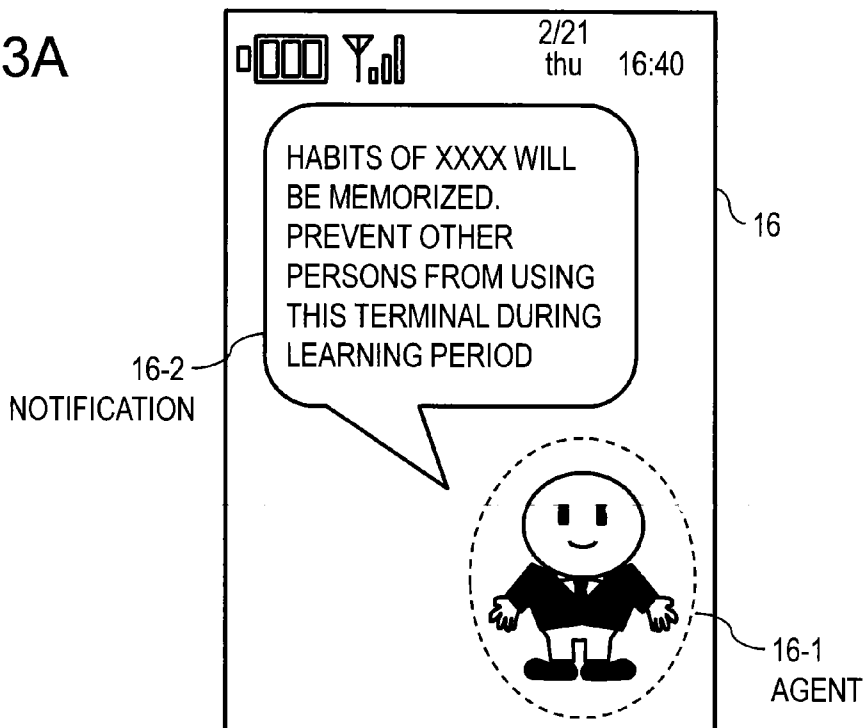 3A
2/21
thu 16:40
HABITS OF XXXX WILL
BE MEMORIZED.
PREVENT OTHER
PERSONS FROM USING
THIS TERMINAL DURING
LEARNING PERIOD
16
16-2
NOTIFICATION
16-1
AGENT